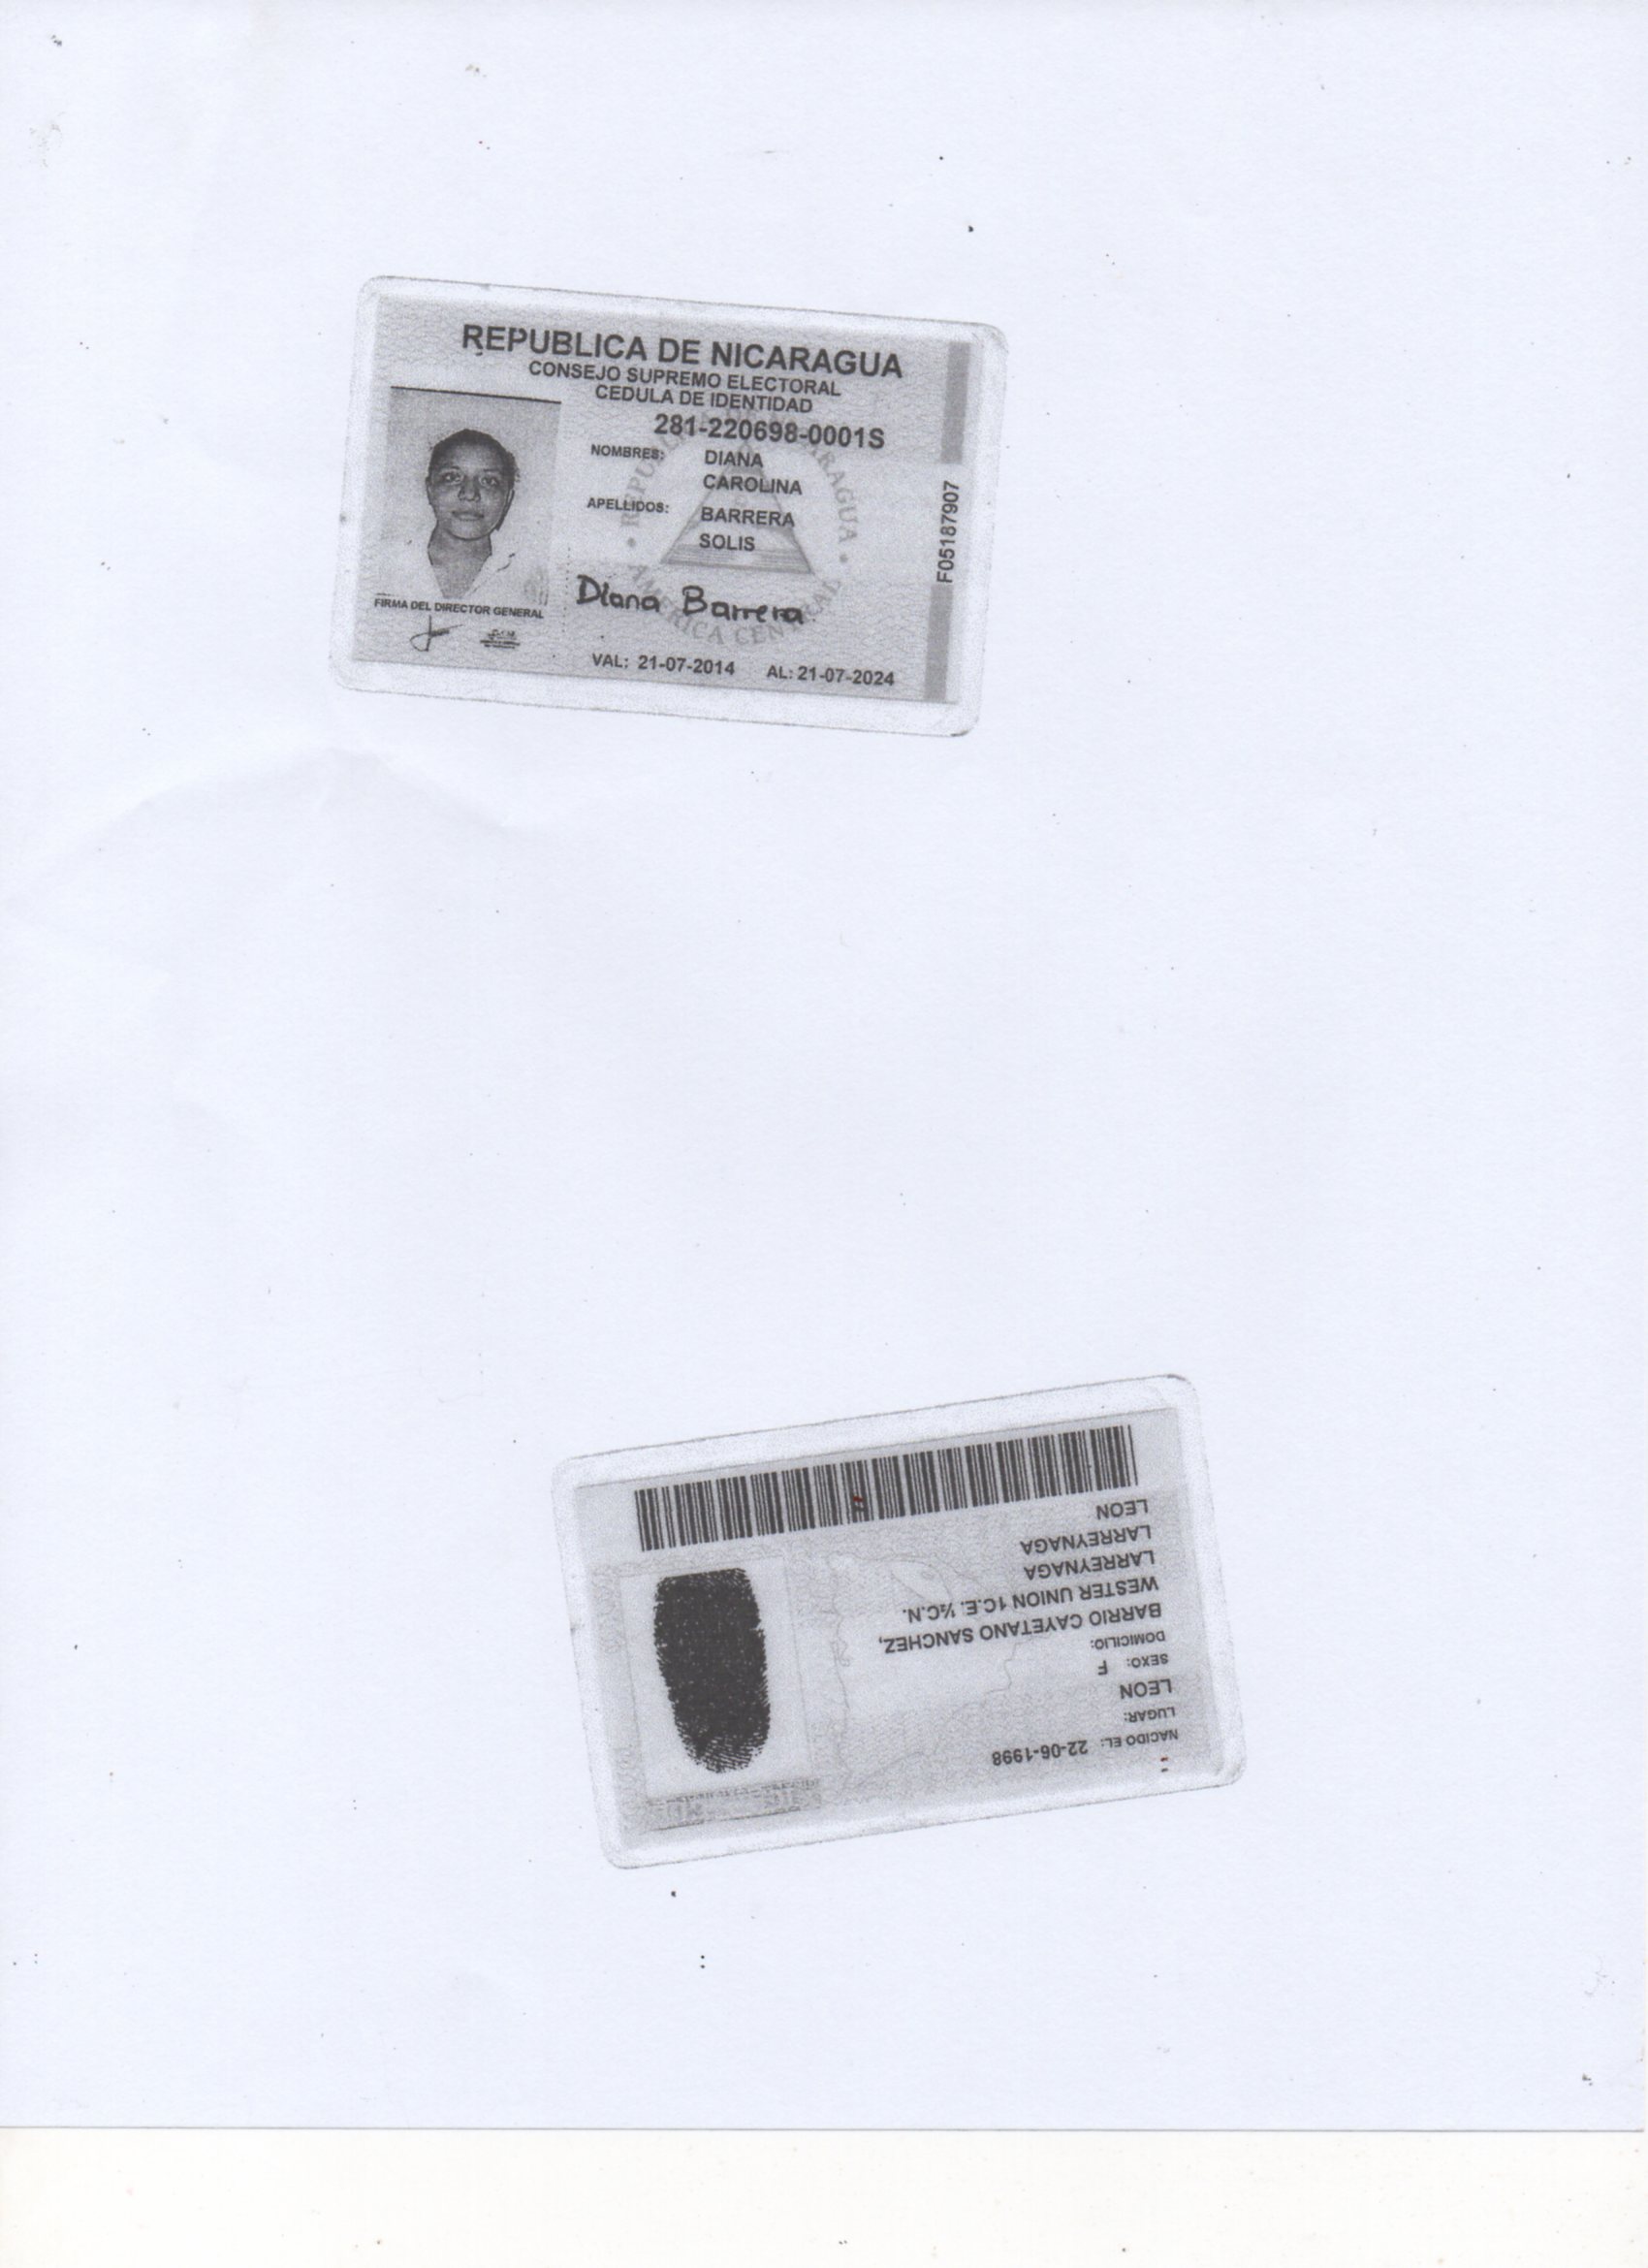 REPUBLICA DE NICARAGUA
CONSEJO SUPREMO ELECTORAL
CEDULA DE IDENTIDAD
281-220698-0001S
NOMBRES: DIANA
CAROLINA
APELLIDOS: BARRERA
SOLIS
REPUBLICA DE NICARAGUA
AMERICA CENTRAL
Diana Barrera
FIRMA DEL DIRECTOR GENERAL
VAL: 21-07-2014 AL: 21-07-2024
F05187907
NACIDO EL: 22-06-1998
LUGAR:
LEON
SEXO: F
DOMICILIO:
BARRIO CAYETANO SANCHEZ,
WESTER UNION 1C.E. ½C.N.
LARREYNAGA
LARREYNAGA
LEON